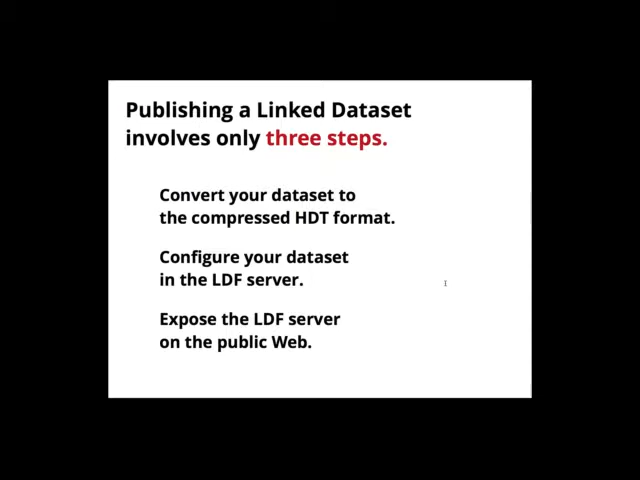 Publishing a Linked Dataset
involves only three steps.
Convert your dataset to
the compressed HDT format.
Configure your dataset
in the LDF server.
Expose the LDF server
on the public Web.